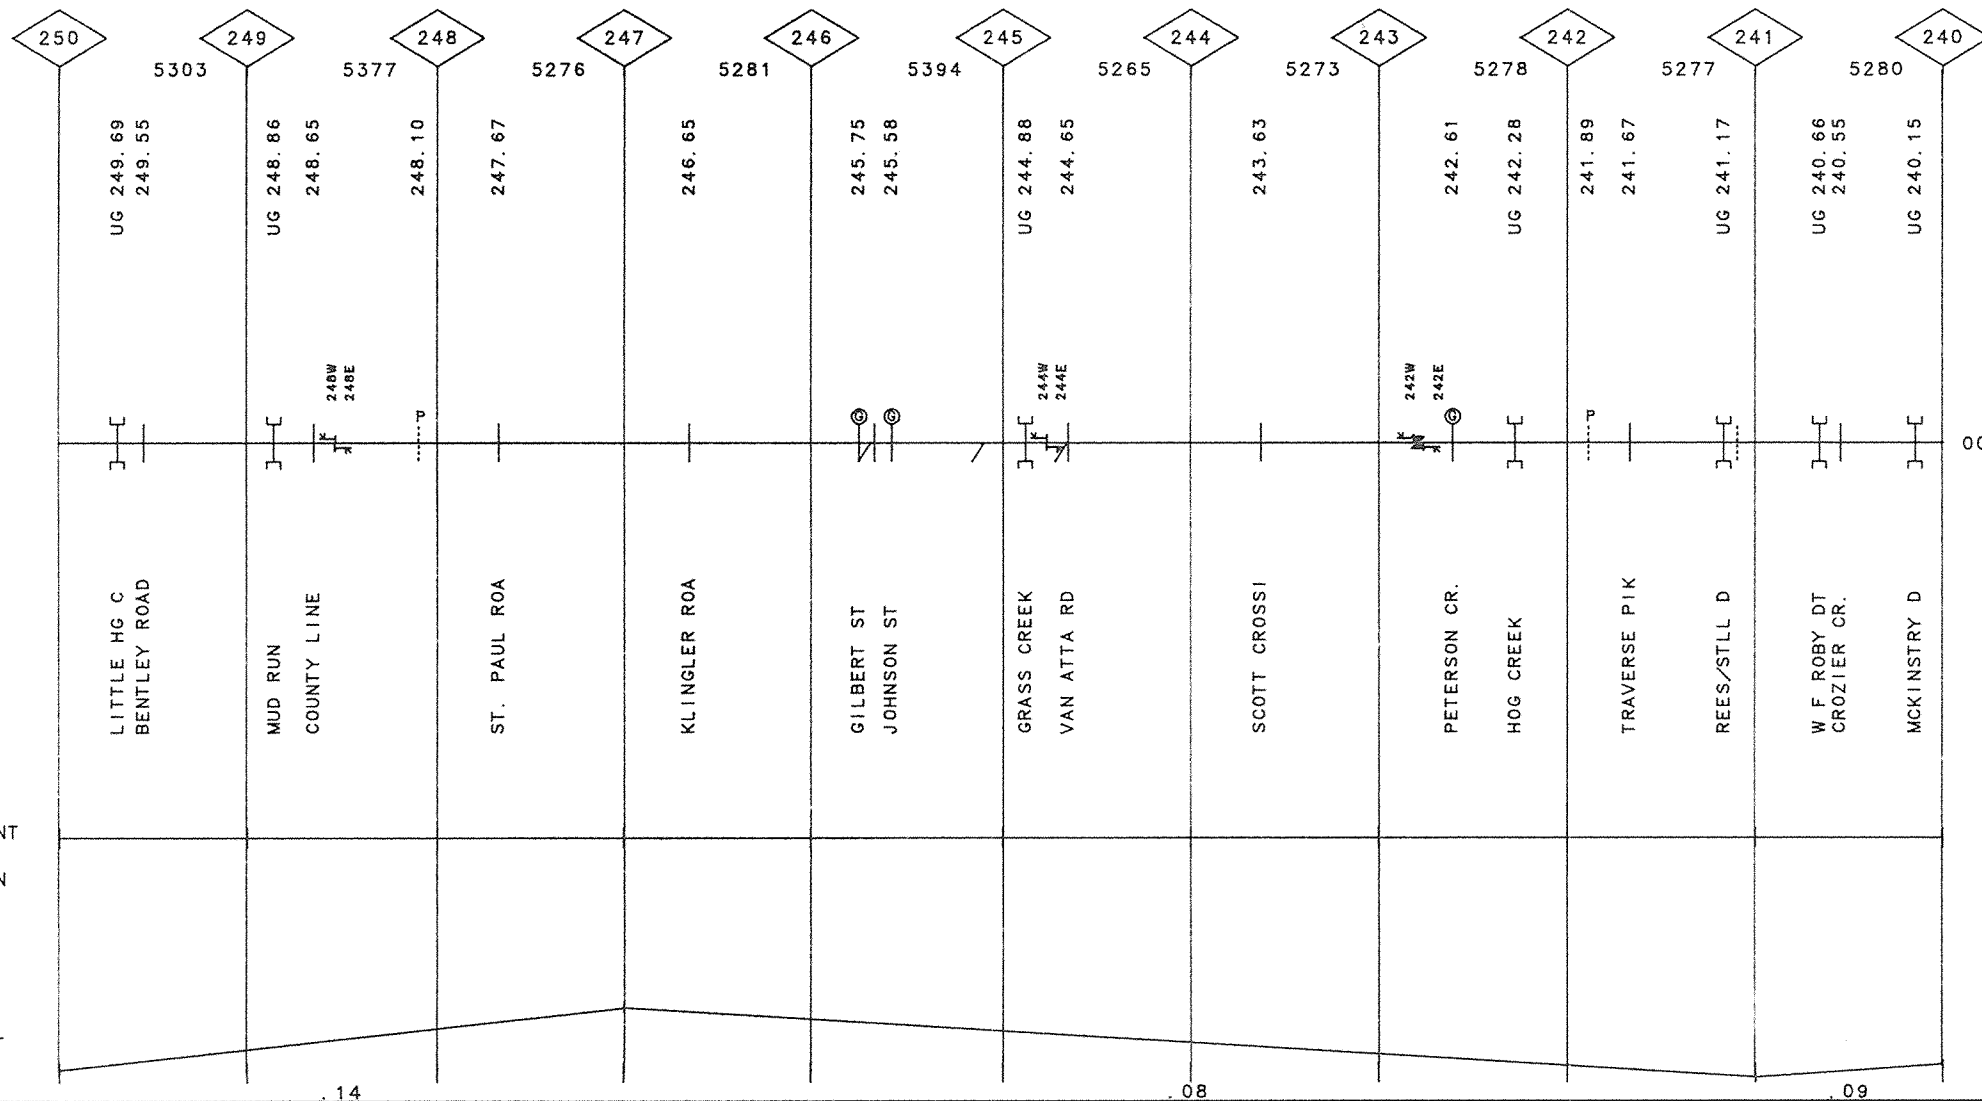 250 249 248 247 246 245 244 243 242 241 240
5303 5377 5276 5281 5394 5265 5273 5278 5277 5280
UG 249.69
249.55
UG 248.86
248.65
248.10
247.67
246.65
245.75
245.58
UG 244.88
244.65
243.63
242.61
UG 242.28
241.89
241.67
UG 241.17
UG 240.66
240.55
UG 240.15
248W
248E
244W
244E
242W
242E
P
G
G
G
P
00
LITTLE HG C
BENTLEY ROAD
MUD RUN
COUNTY LINE
ST. PAUL ROA
KLINGLER ROA
GILBERT ST
JOHNSON ST
GRASS CREEK
VAN ATTA RD
SCOTT CROSSI
PETERSON CR.
HOG CREEK
TRAVERSE PIK
REES/STLL D
W F ROBY DT
CROZIER CR.
MCKINSTRY D
NT
N
.14 .08 .09